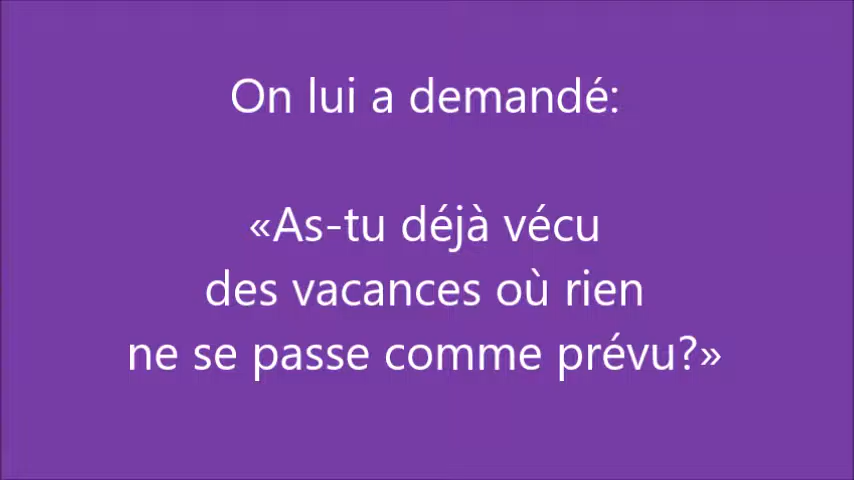 On lui a demandé:
«As-tu déjà vécu
des vacances où rien
ne se passe comme prévu?»